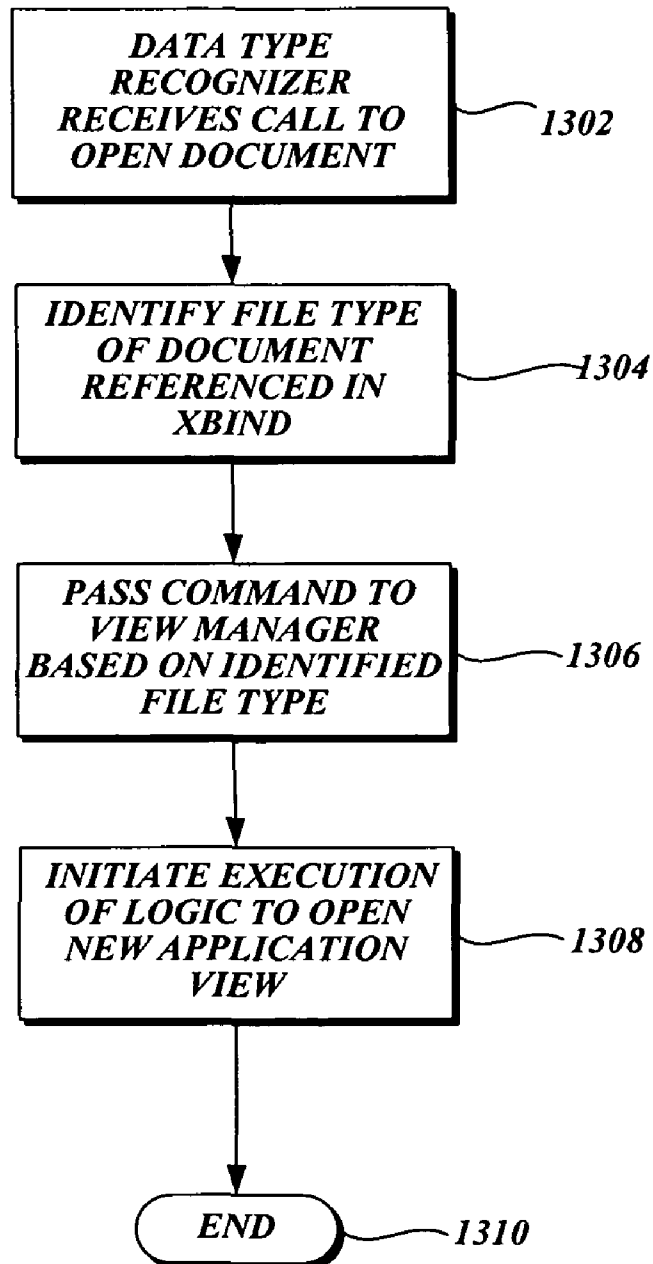 DATA TYPE
RECOGNIZER
RECEIVES CALL TO
OPEN DOCUMENT
1302
IDENTIFY FILE TYPE
OF DOCUMENT
REFERENCED IN
XBIND
1304
PASS COMMAND TO
VIEW MANAGER
BASED ON IDENTIFIED
FILE TYPE
1306
INITIATE EXECUTION
OF LOGIC TO OPEN
NEW APPLICATION
VIEW
1308
END
1310